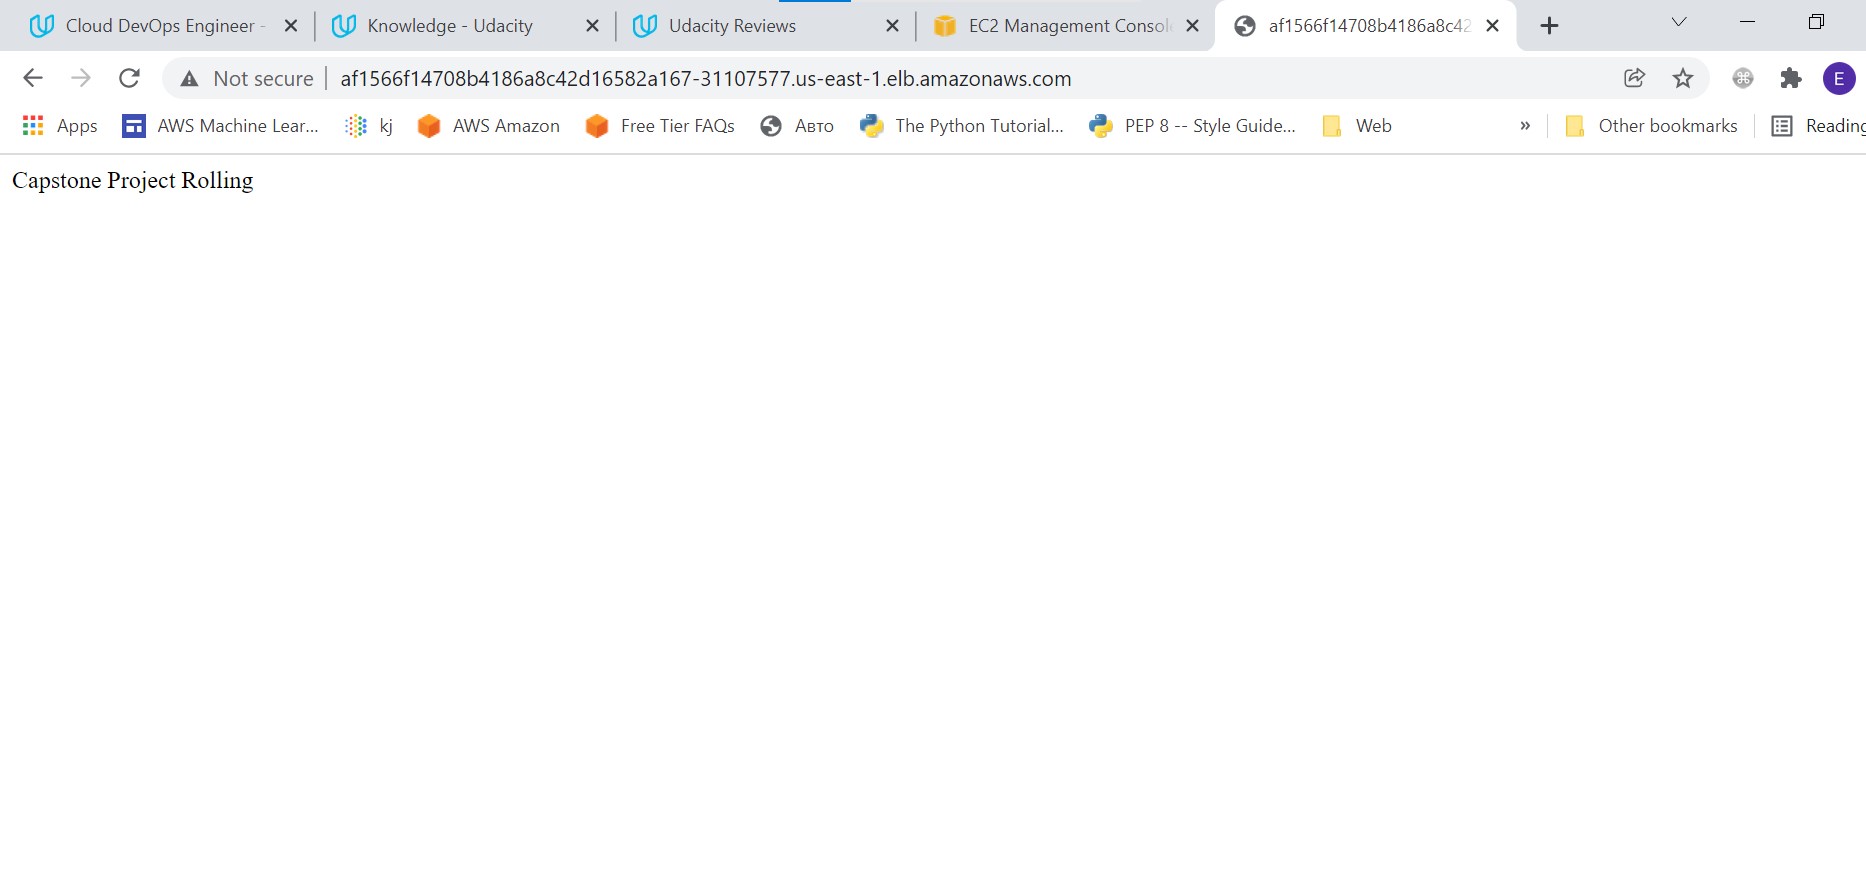 Cloud DevOps Engineer -
Knowledge - Udacity
Udacity Reviews
EC2 Management Consol
af1566f14708b4186a8c42
Not secure
af1566f14708b4186a8c42d16582a167-31107577.us-east-1.elb.amazonaws.com
E
Apps
AWS Machine Lear...
kj
AWS Amazon
Free Tier FAQs
Авто
The Python Tutorial...
PEP 8 -- Style Guide...
Web
»
Other bookmarks
Reading
Capstone Project Rolling